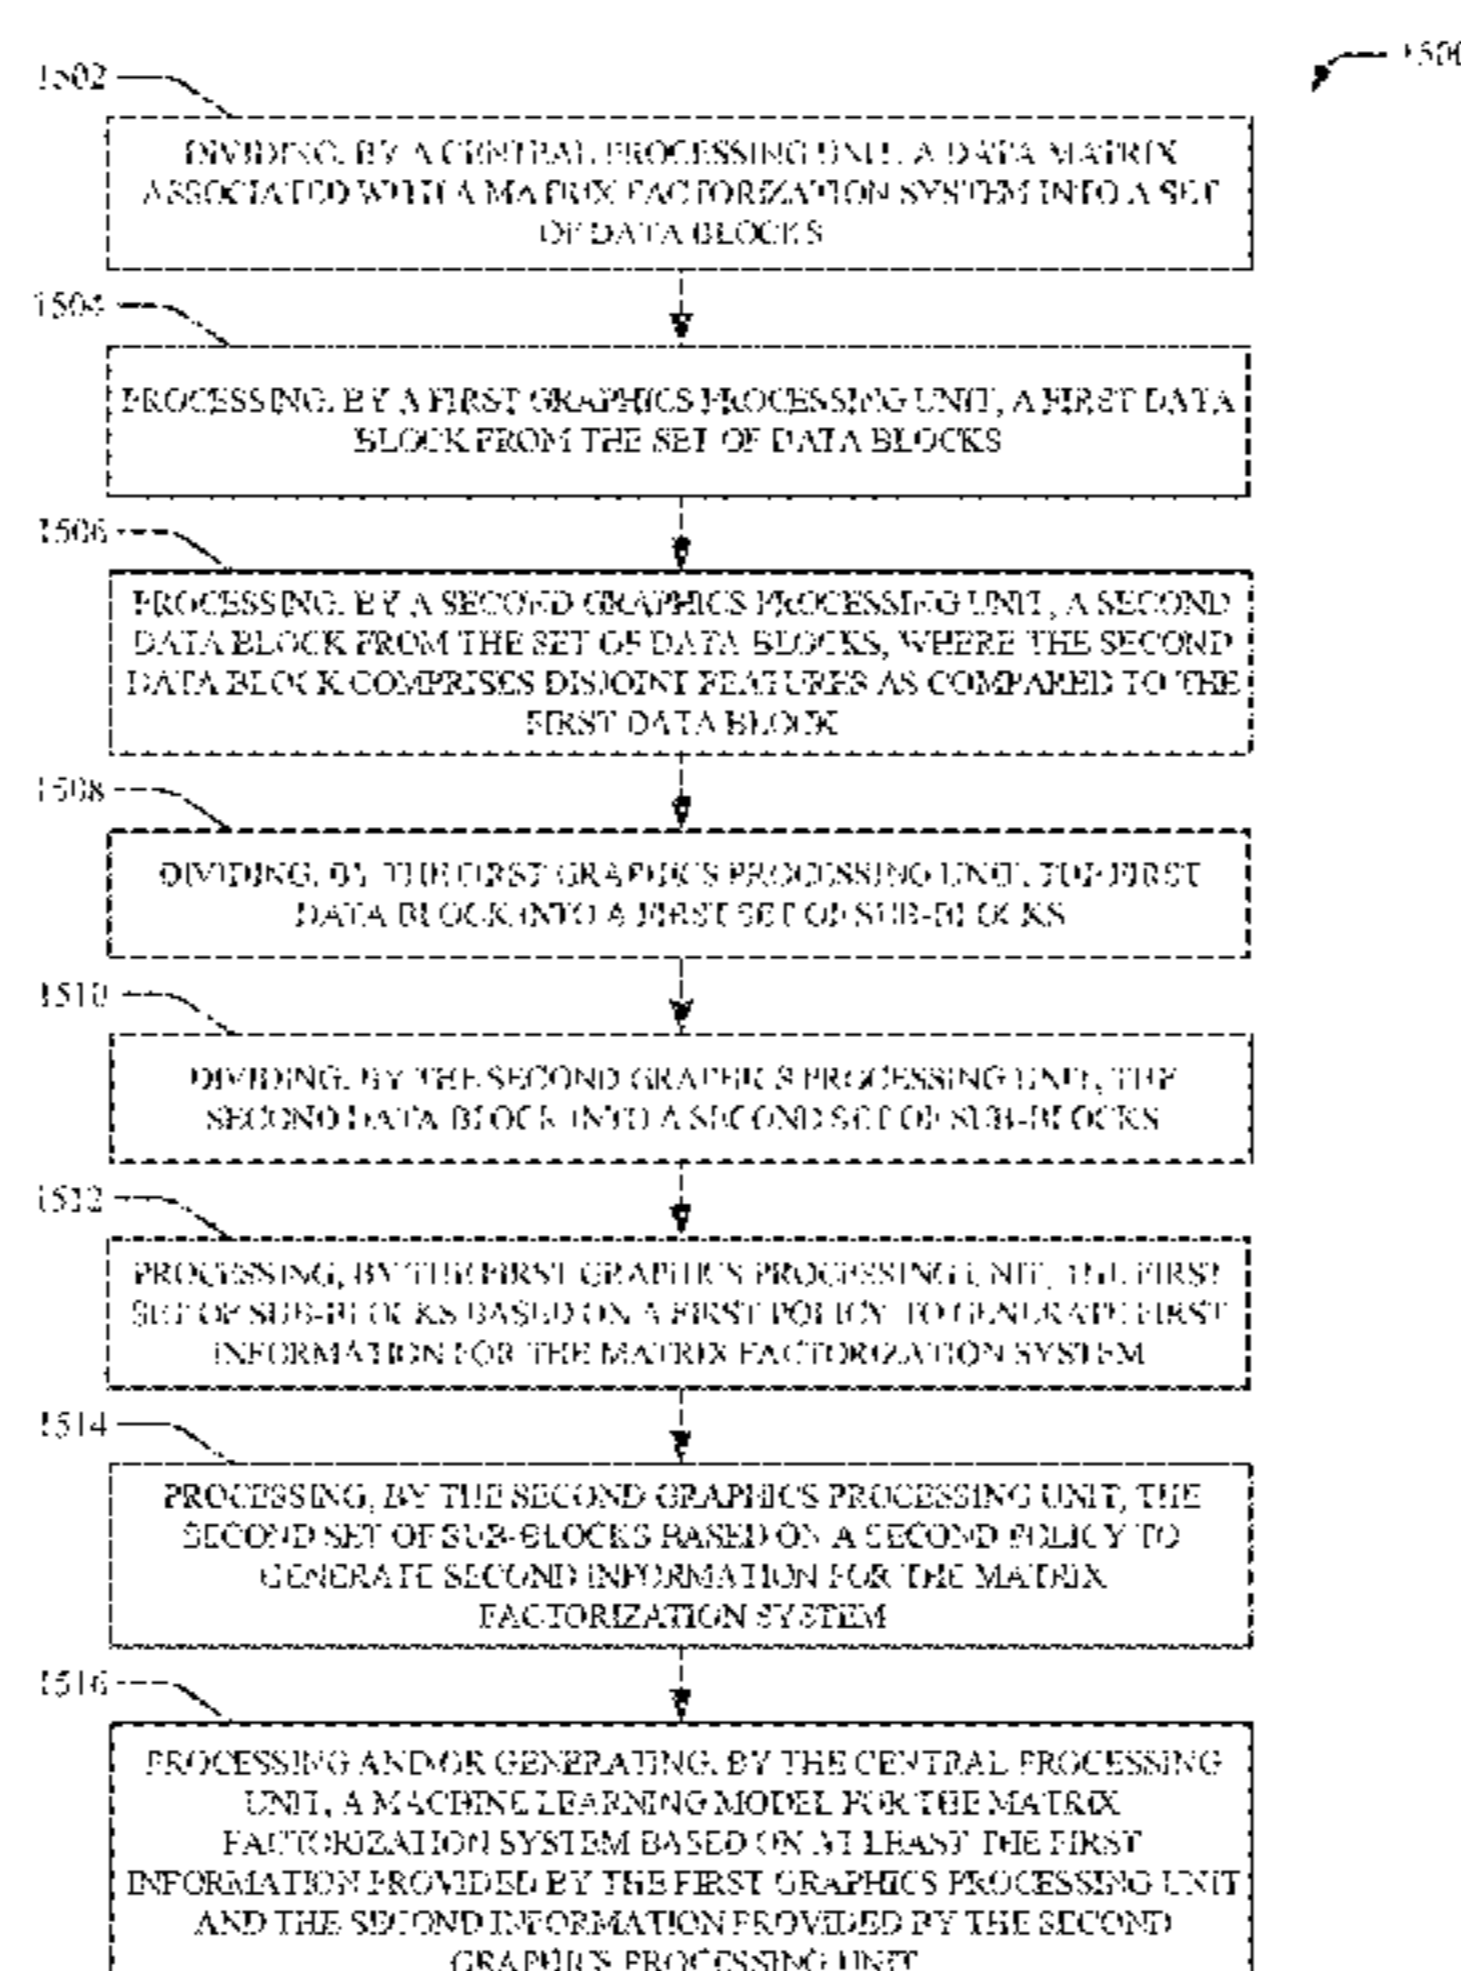 1500
1502
DIVIDING, BY A CENTRAL PROCESSING UNIT, A DATA MATRIX
ASSOCIATED WITH A MATRIX FACTORIZATION SYSTEM INTO A SET
OF DATA BLOCKS
1504
PROCESSING, BY A FIRST GRAPHICS PROCESSING UNIT, A FIRST DATA
BLOCK FROM THE SET OF DATA BLOCKS
1506
PROCESSING, BY A SECOND GRAPHICS PROCESSING UNIT, A SECOND
DATA BLOCK FROM THE SET OF DATA BLOCKS, WHERE THE SECOND
DATA BLOCK COMPRISES DISJOINT FEATURES AS COMPARED TO THE
FIRST DATA BLOCK
1508
DIVIDING, BY THE FIRST GRAPHICS PROCESSING UNIT, THE FIRST
DATA BLOCK INTO A FIRST SET OF SUB-BLOCKS
1510
DIVIDING, BY THE SECOND GRAPHICS PROCESSING UNIT, THE
SECOND DATA BLOCK INTO A SECOND SET OF SUB-BLOCKS
1512
PROCESSING, BY THE FIRST GRAPHICS PROCESSING UNIT, THE FIRST
SET OF SUB-BLOCKS BASED ON A FIRST POLICY TO GENERATE FIRST
INFORMATION FOR THE MATRIX FACTORIZATION SYSTEM
1514
PROCESSING, BY THE SECOND GRAPHICS PROCESSING UNIT, THE
SECOND SET OF SUB-BLOCKS BASED ON A SECOND POLICY TO
GENERATE SECOND INFORMATION FOR THE MATRIX
FACTORIZATION SYSTEM
1516
PROCESSING AND/OR GENERATING, BY THE CENTRAL PROCESSING
UNIT, A MACHINE LEARNING MODEL FOR THE MATRIX
FACTORIZATION SYSTEM BASED ON AT LEAST THE FIRST
INFORMATION PROVIDED BY THE FIRST GRAPHICS PROCESSING UNIT
AND THE SECOND INFORMATION PROVIDED BY THE SECOND
GRAPHICS PROCESSING UNIT